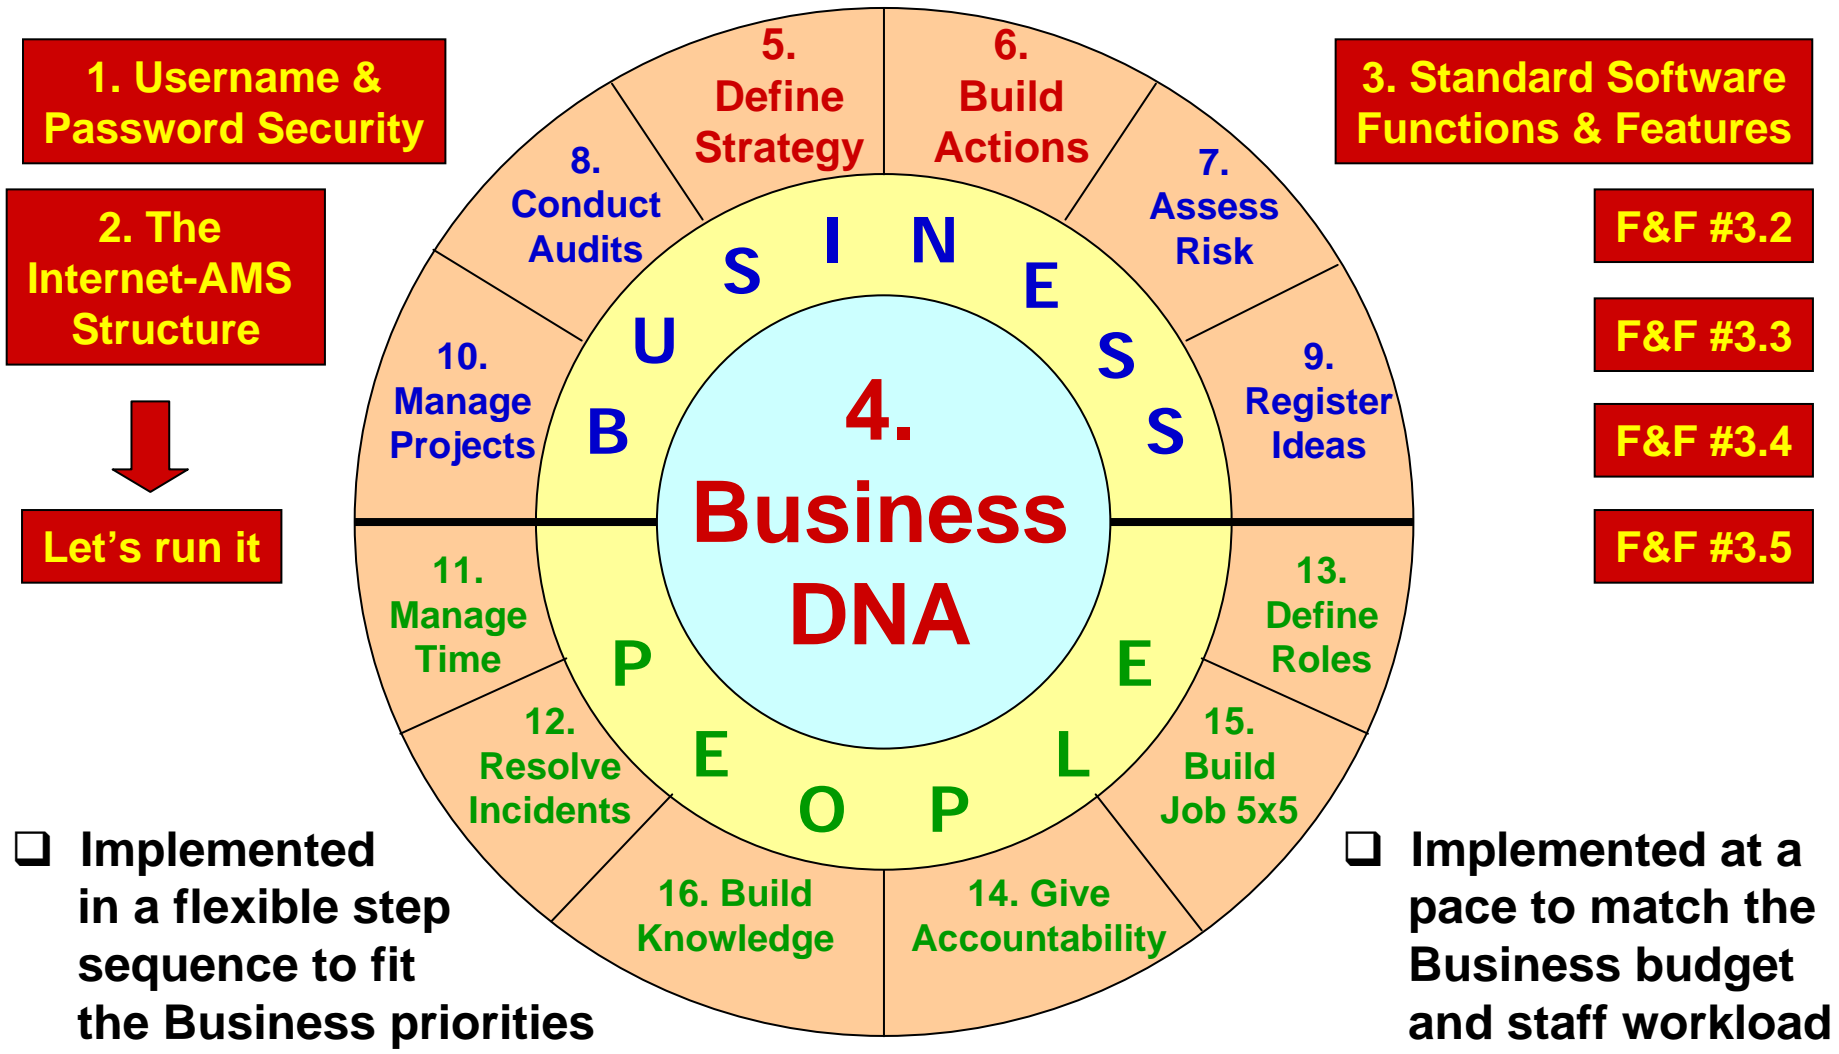 1. Username &
Password Security
2. The
Internet-AMS
Structure
Let's run it
3. Standard Software
Functions & Features
F&F #3.2
F&F #3.3
F&F #3.4
F&F #3.5
5.
Define
Strategy
6.
Build
Actions
8.
Conduct
Audits
7.
Assess
Risk
10.
Manage
Projects
9.
Register
Ideas
BUSINESS
4.
Business
DNA
PEOPLE
11.
Manage
Time
13.
Define
Roles
12.
Resolve
Incidents
15.
Build
Job 5x5
16. Build
Knowledge
14. Give
Accountability
❑ Implemented
in a flexible step
sequence to fit
the Business priorities
❑ Implemented at a
pace to match the
Business budget
and staff workload